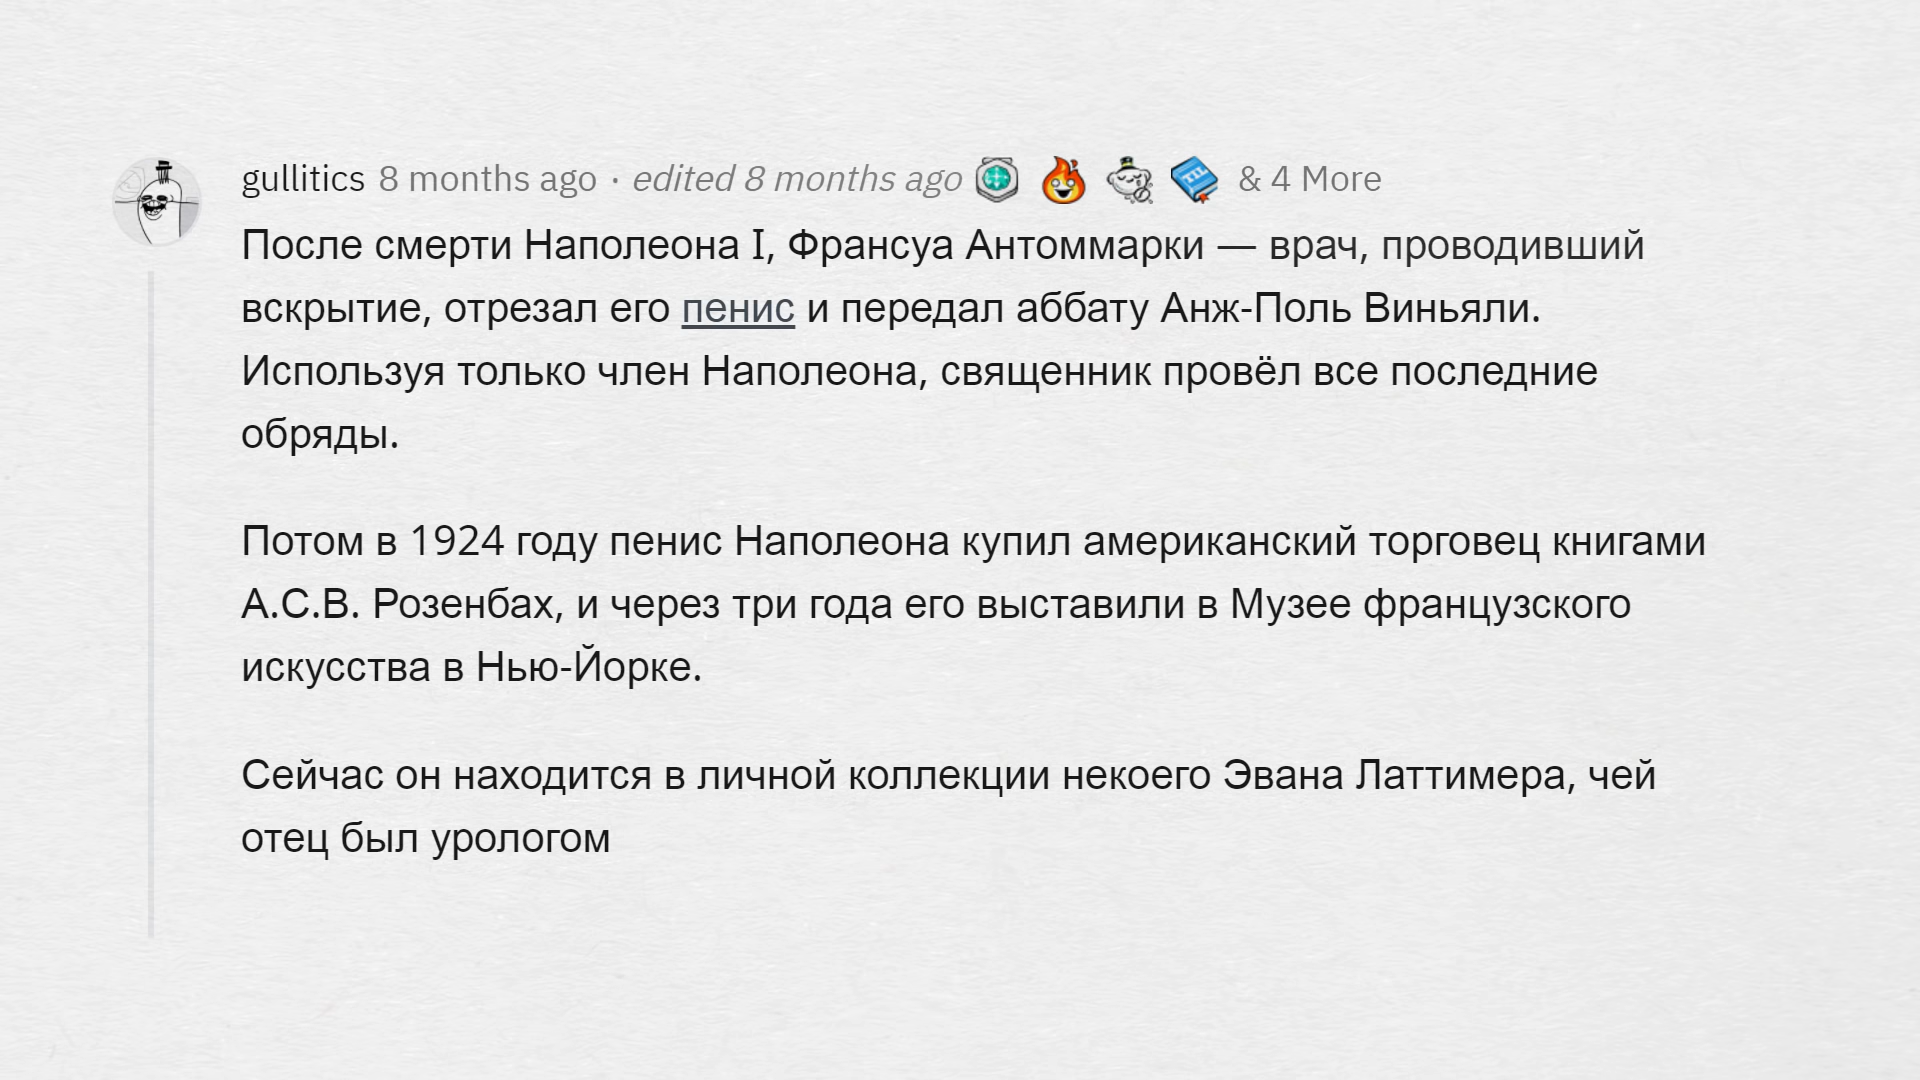 gullitics 8 months ago · edited 8 months ago & 4 More
После смерти Наполеона I, Франсуа Антоммарки — врач, проводивший
вскрытие, отрезал его пенис и передал аббату Анж-Поль Виньяли.
Используя только член Наполеона, священник провёл все последние
обряды.
Потом в 1924 году пенис Наполеона купил американский торговец книгами
А.С.В. Розенбах, и через три года его выставили в Музее французского
искусства в Нью-Йорке.
Сейчас он находится в личной коллекции некоего Эвана Латтимера, чей
отец был урологом